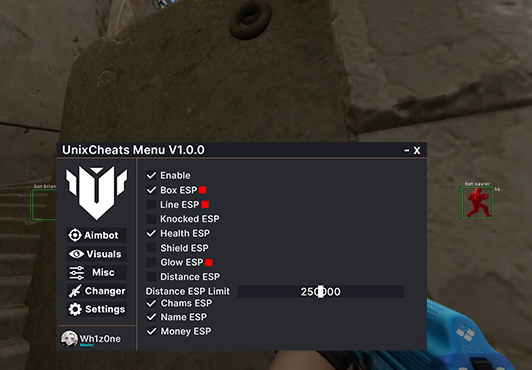 UnixCheats Menu V1.0.0
- x
bot brian
bot xavier
Enable
Box ESP
Line ESP
Knocked ESP
Health ESP
Shield ESP
Glow ESP
Distance ESP
Distance ESP Limit 250000
Chams ESP
Name ESP
Money ESP
Aimbot
Visuals
Misc
Changer
Settings
Wh1z0ne